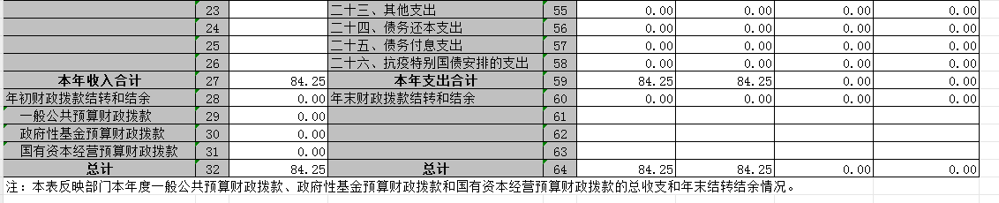 23 二十三、其他支出 55 0.00 0.00 0.00 0.00
24 二十四、债务还本支出 56 0.00 0.00 0.00 0.00
25 二十五、债务付息支出 57 0.00 0.00 0.00 0.00
26 二十六、抗疫特别国债安排的支出 58 0.00 0.00 0.00 0.00
本年收入合计 27 84.25 本年支出合计 59 84.25 84.25 0.00 0.00
年初财政拨款结转和结余 28 0.00 年末财政拨款结转和结余 60 0.00 0.00 0.00 0.00
一般公共预算财政拨款 29 0.00 61
政府性基金预算财政拨款 30 0.00 62
国有资本经营预算财政拨款 31 0.00 63
总计 32 84.25 总计 64 84.25 84.25 0.00 0.00
注：本表反映部门本年度一般公共预算财政拨款、政府性基金预算财政拨款和国有资本经营预算财政拨款的总收支和年末结转结余情况。